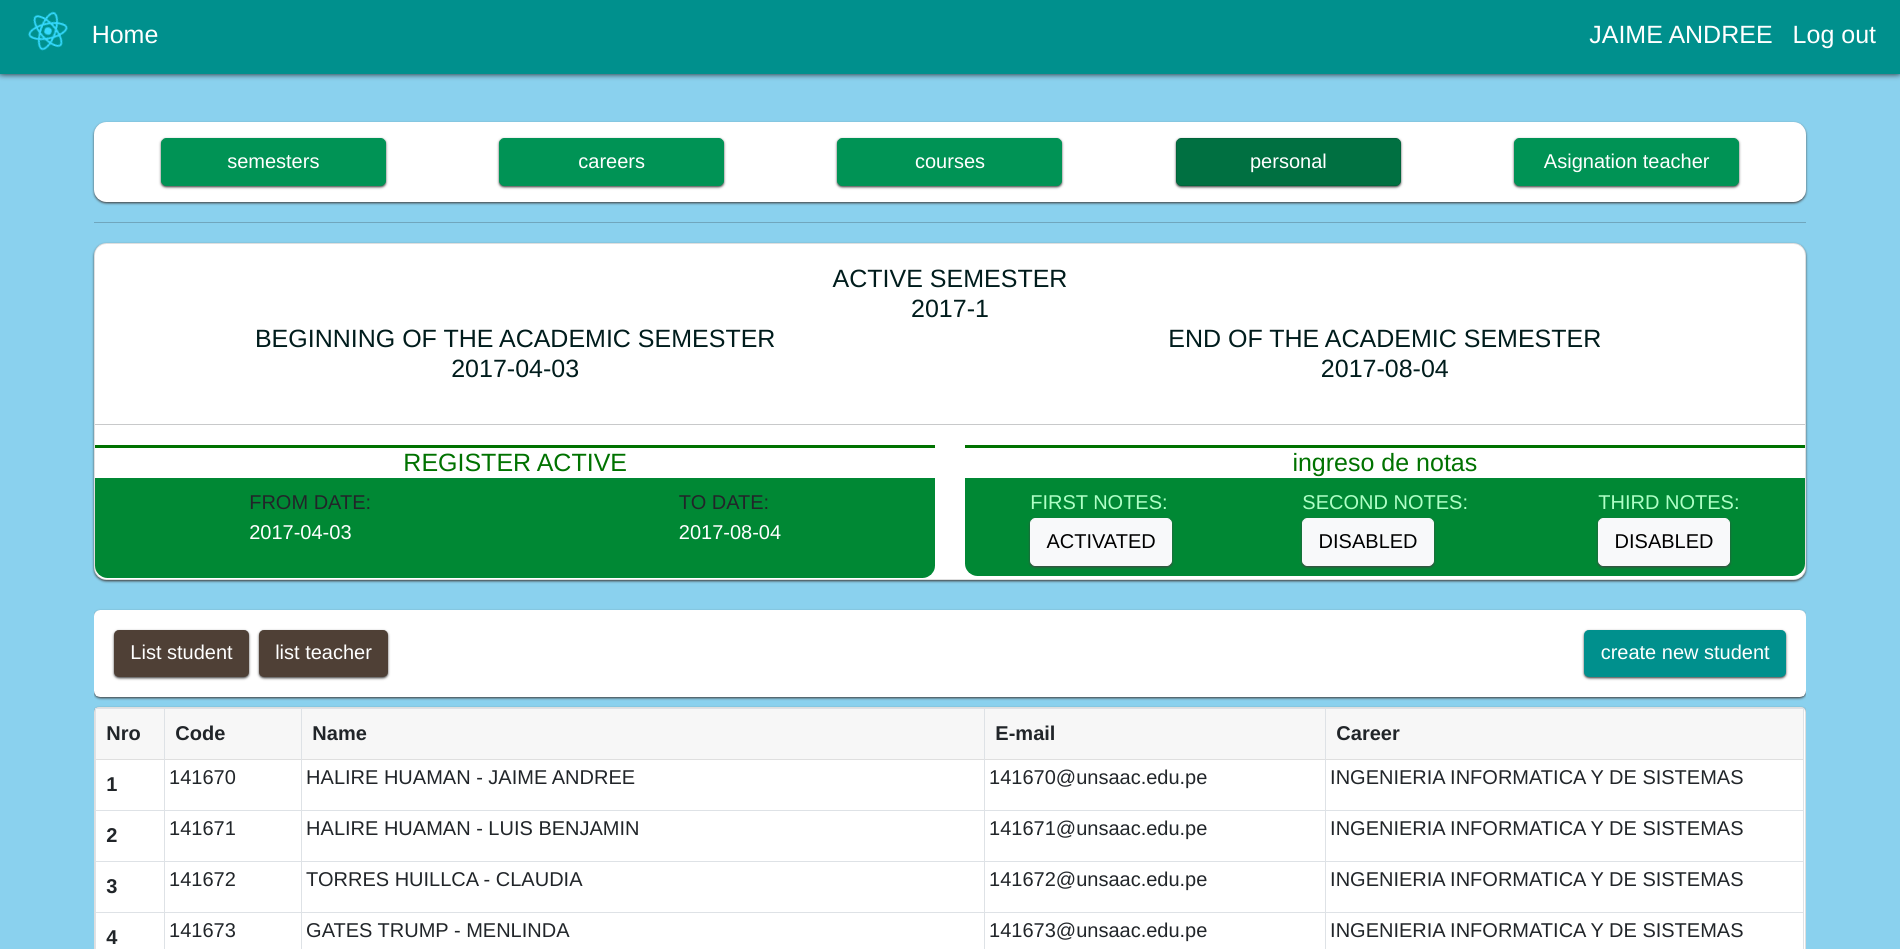 Home JAIME ANDREE Log out
semesters careers courses personal Asignation teacher
ACTIVE SEMESTER
2017-1
BEGINNING OF THE ACADEMIC SEMESTER END OF THE ACADEMIC SEMESTER
2017-04-03 2017-08-04
REGISTER ACTIVE ingreso de notas
FROM DATE: TO DATE: FIRST NOTES: SECOND NOTES: THIRD NOTES:
2017-04-03 2017-08-04 ACTIVATED DISABLED DISABLED
List student list teacher create new student
Nro Code Name E-mail Career
1 141670 HALIRE HUAMAN - JAIME ANDREE 141670@unsaac.edu.pe INGENIERIA INFORMATICA Y DE SISTEMAS
2 141671 HALIRE HUAMAN - LUIS BENJAMIN 141671@unsaac.edu.pe INGENIERIA INFORMATICA Y DE SISTEMAS
3 141672 TORRES HUILLCA - CLAUDIA 141672@unsaac.edu.pe INGENIERIA INFORMATICA Y DE SISTEMAS
4 141673 GATES TRUMP - MENLINDA 141673@unsaac.edu.pe INGENIERIA INFORMATICA Y DE SISTEMAS